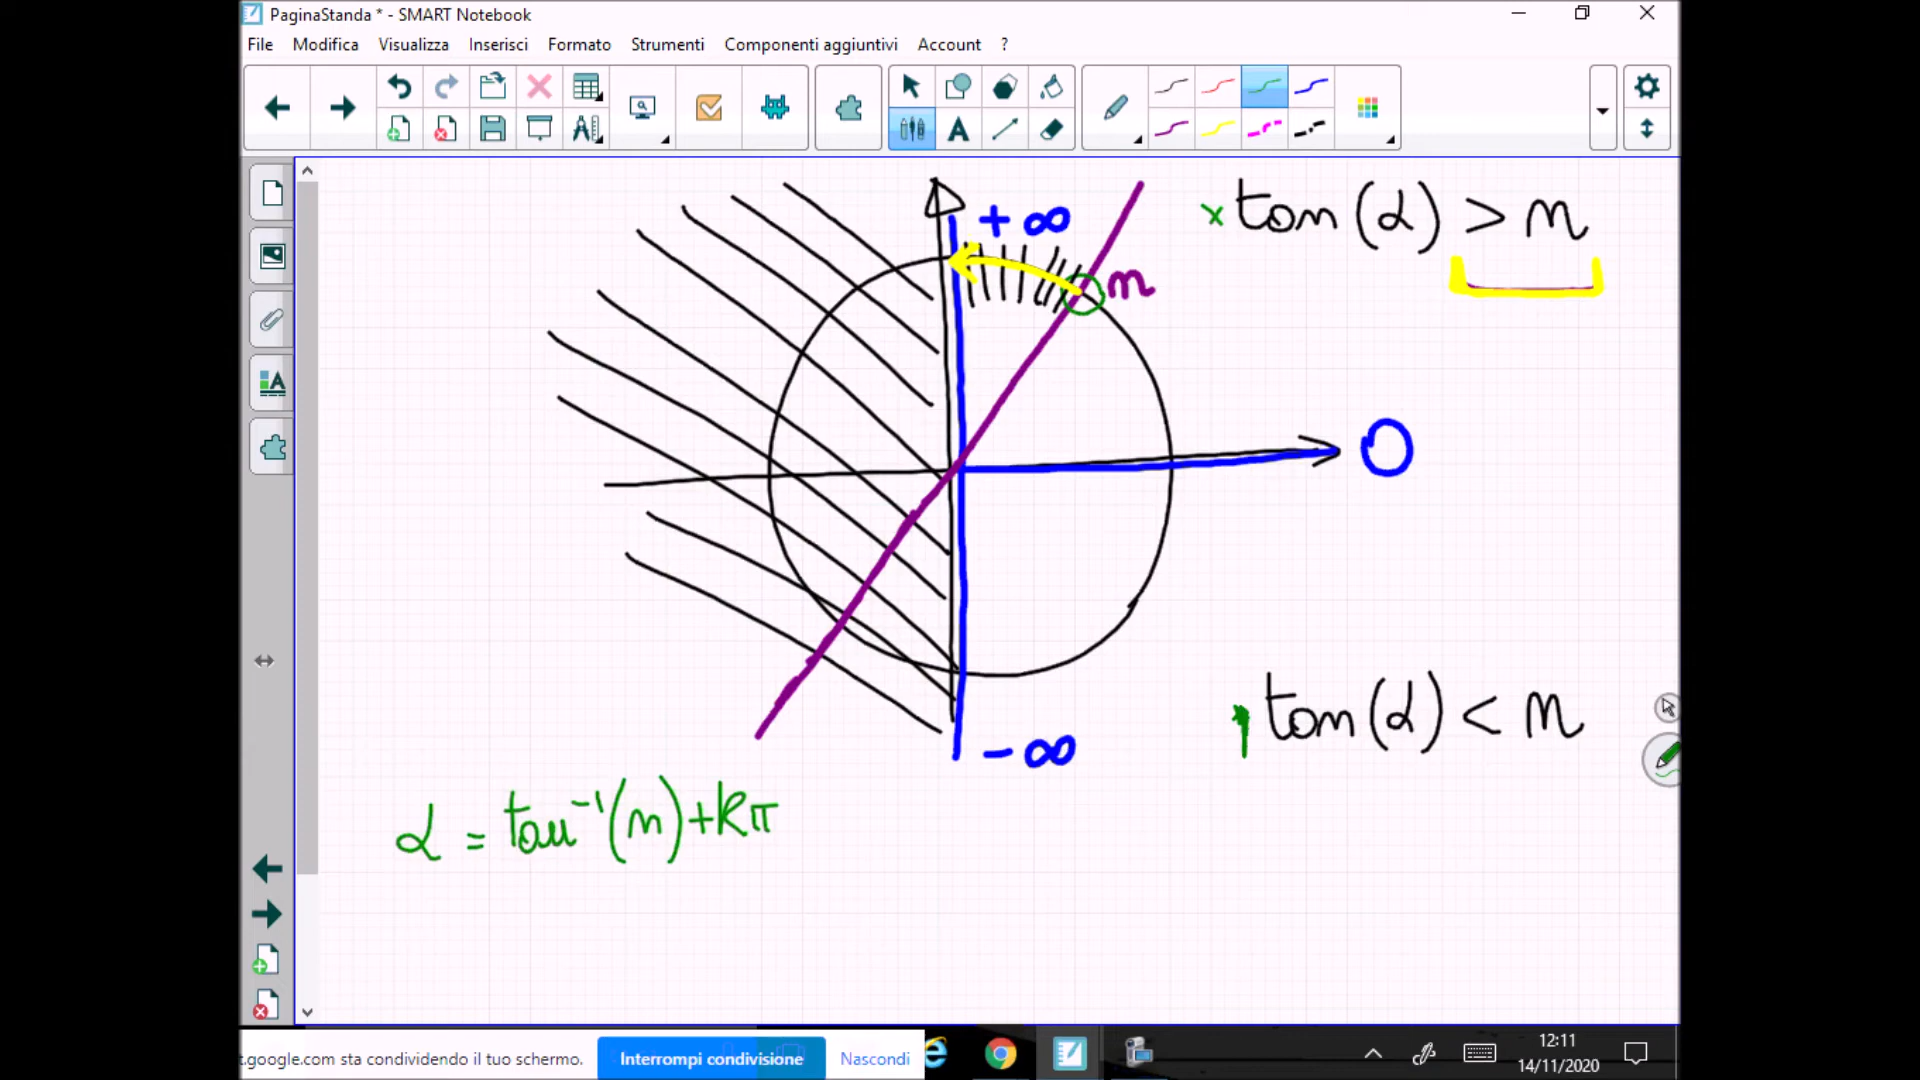 PaginaStanda * - SMART Notebook
File Modifica Visualizza Inserisci Formato Strumenti Componenti aggiuntivi Account ?
+∞
× tan(α) > m
m
O
tan(α) < m
-∞
α = tan⁻¹(m)+kπ
t.google.com sta condividendo il tuo schermo. Interrompi condivisione Nascondi
12:11
14/11/2020